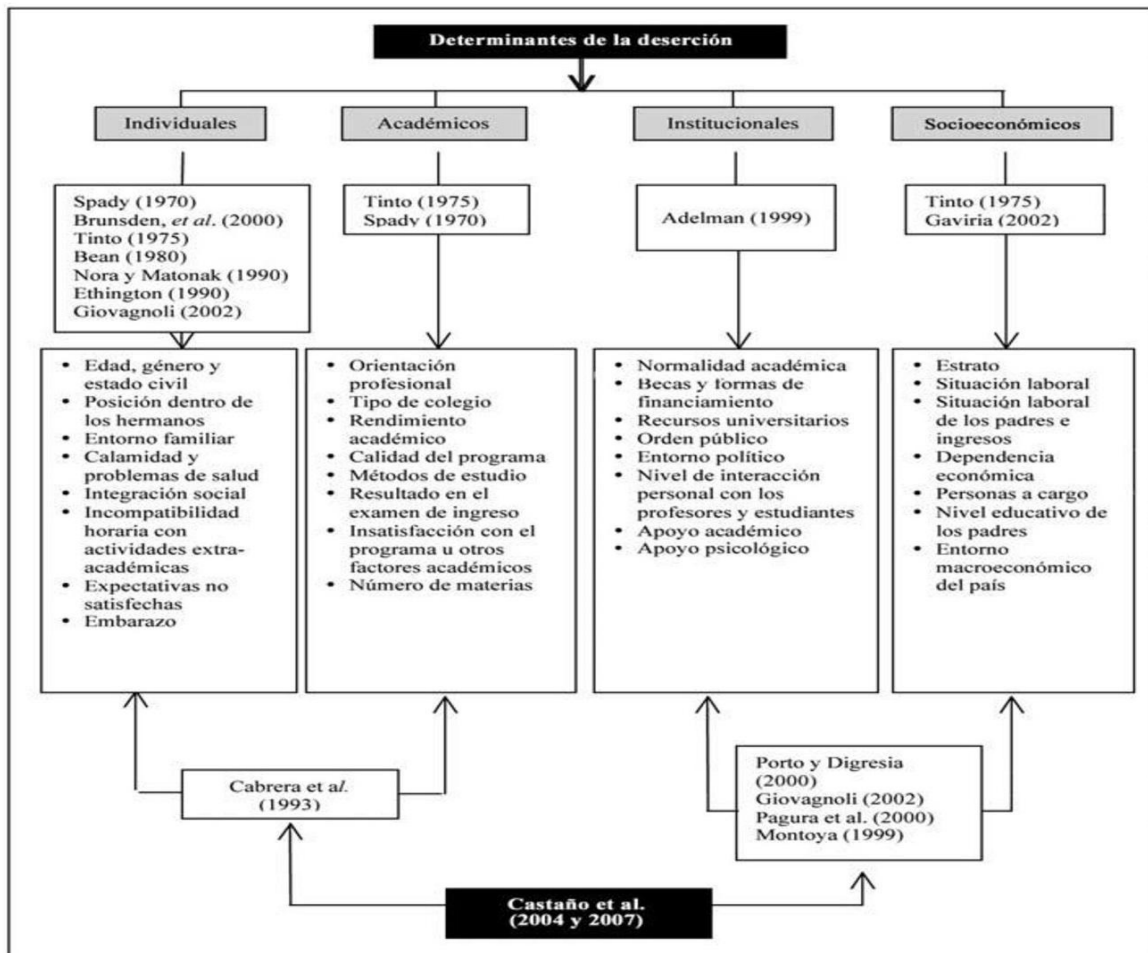 Determinantes de la deserción
Individuales
Académicos
Institucionales
Socioeconómicos
Spady (1970)
Brunsden, et al. (2000)
Tinto (1975)
Bean (1980)
Nora y Matonak (1990)
Ethington (1990)
Giovagnoli (2002)
Tinto (1975)
Spady (1970)
Adelman (1999)
Tinto (1975)
Gaviria (2002)
• Edad, género y
estado civil
• Posición dentro de
los hermanos
• Entorno familiar
• Calamidad y
problemas de salud
• Integración social
• Incompatibilidad
horaria con
actividades extra-
académicas
• Expectativas no
satisfechas
• Embarazo
• Orientación
profesional
• Tipo de colegio
• Rendimiento
académico
• Calidad del programa
• Métodos de estudio
• Resultado en el
examen de ingreso
• Insatisfacción con el
programa u otros
factores académicos
• Número de materias
• Normalidad académica
• Becas y formas de
financiamiento
• Recursos universitarios
• Orden público
• Entorno político
• Nivel de interacción
personal con los
profesores y estudiantes
• Apoyo académico
• Apoyo psicológico
• Estrato
• Situación laboral
• Situación laboral
de los padres e
ingresos
• Dependencia
económica
• Personas a cargo
• Nivel educativo de
los padres
• Entorno
macroeconómico
del país
Cabrera et al.
(1993)
Porto y Digresia
(2000)
Giovagnoli (2002)
Pagura et al. (2000)
Montoya (1999)
Castaño et al.
(2004 y 2007)